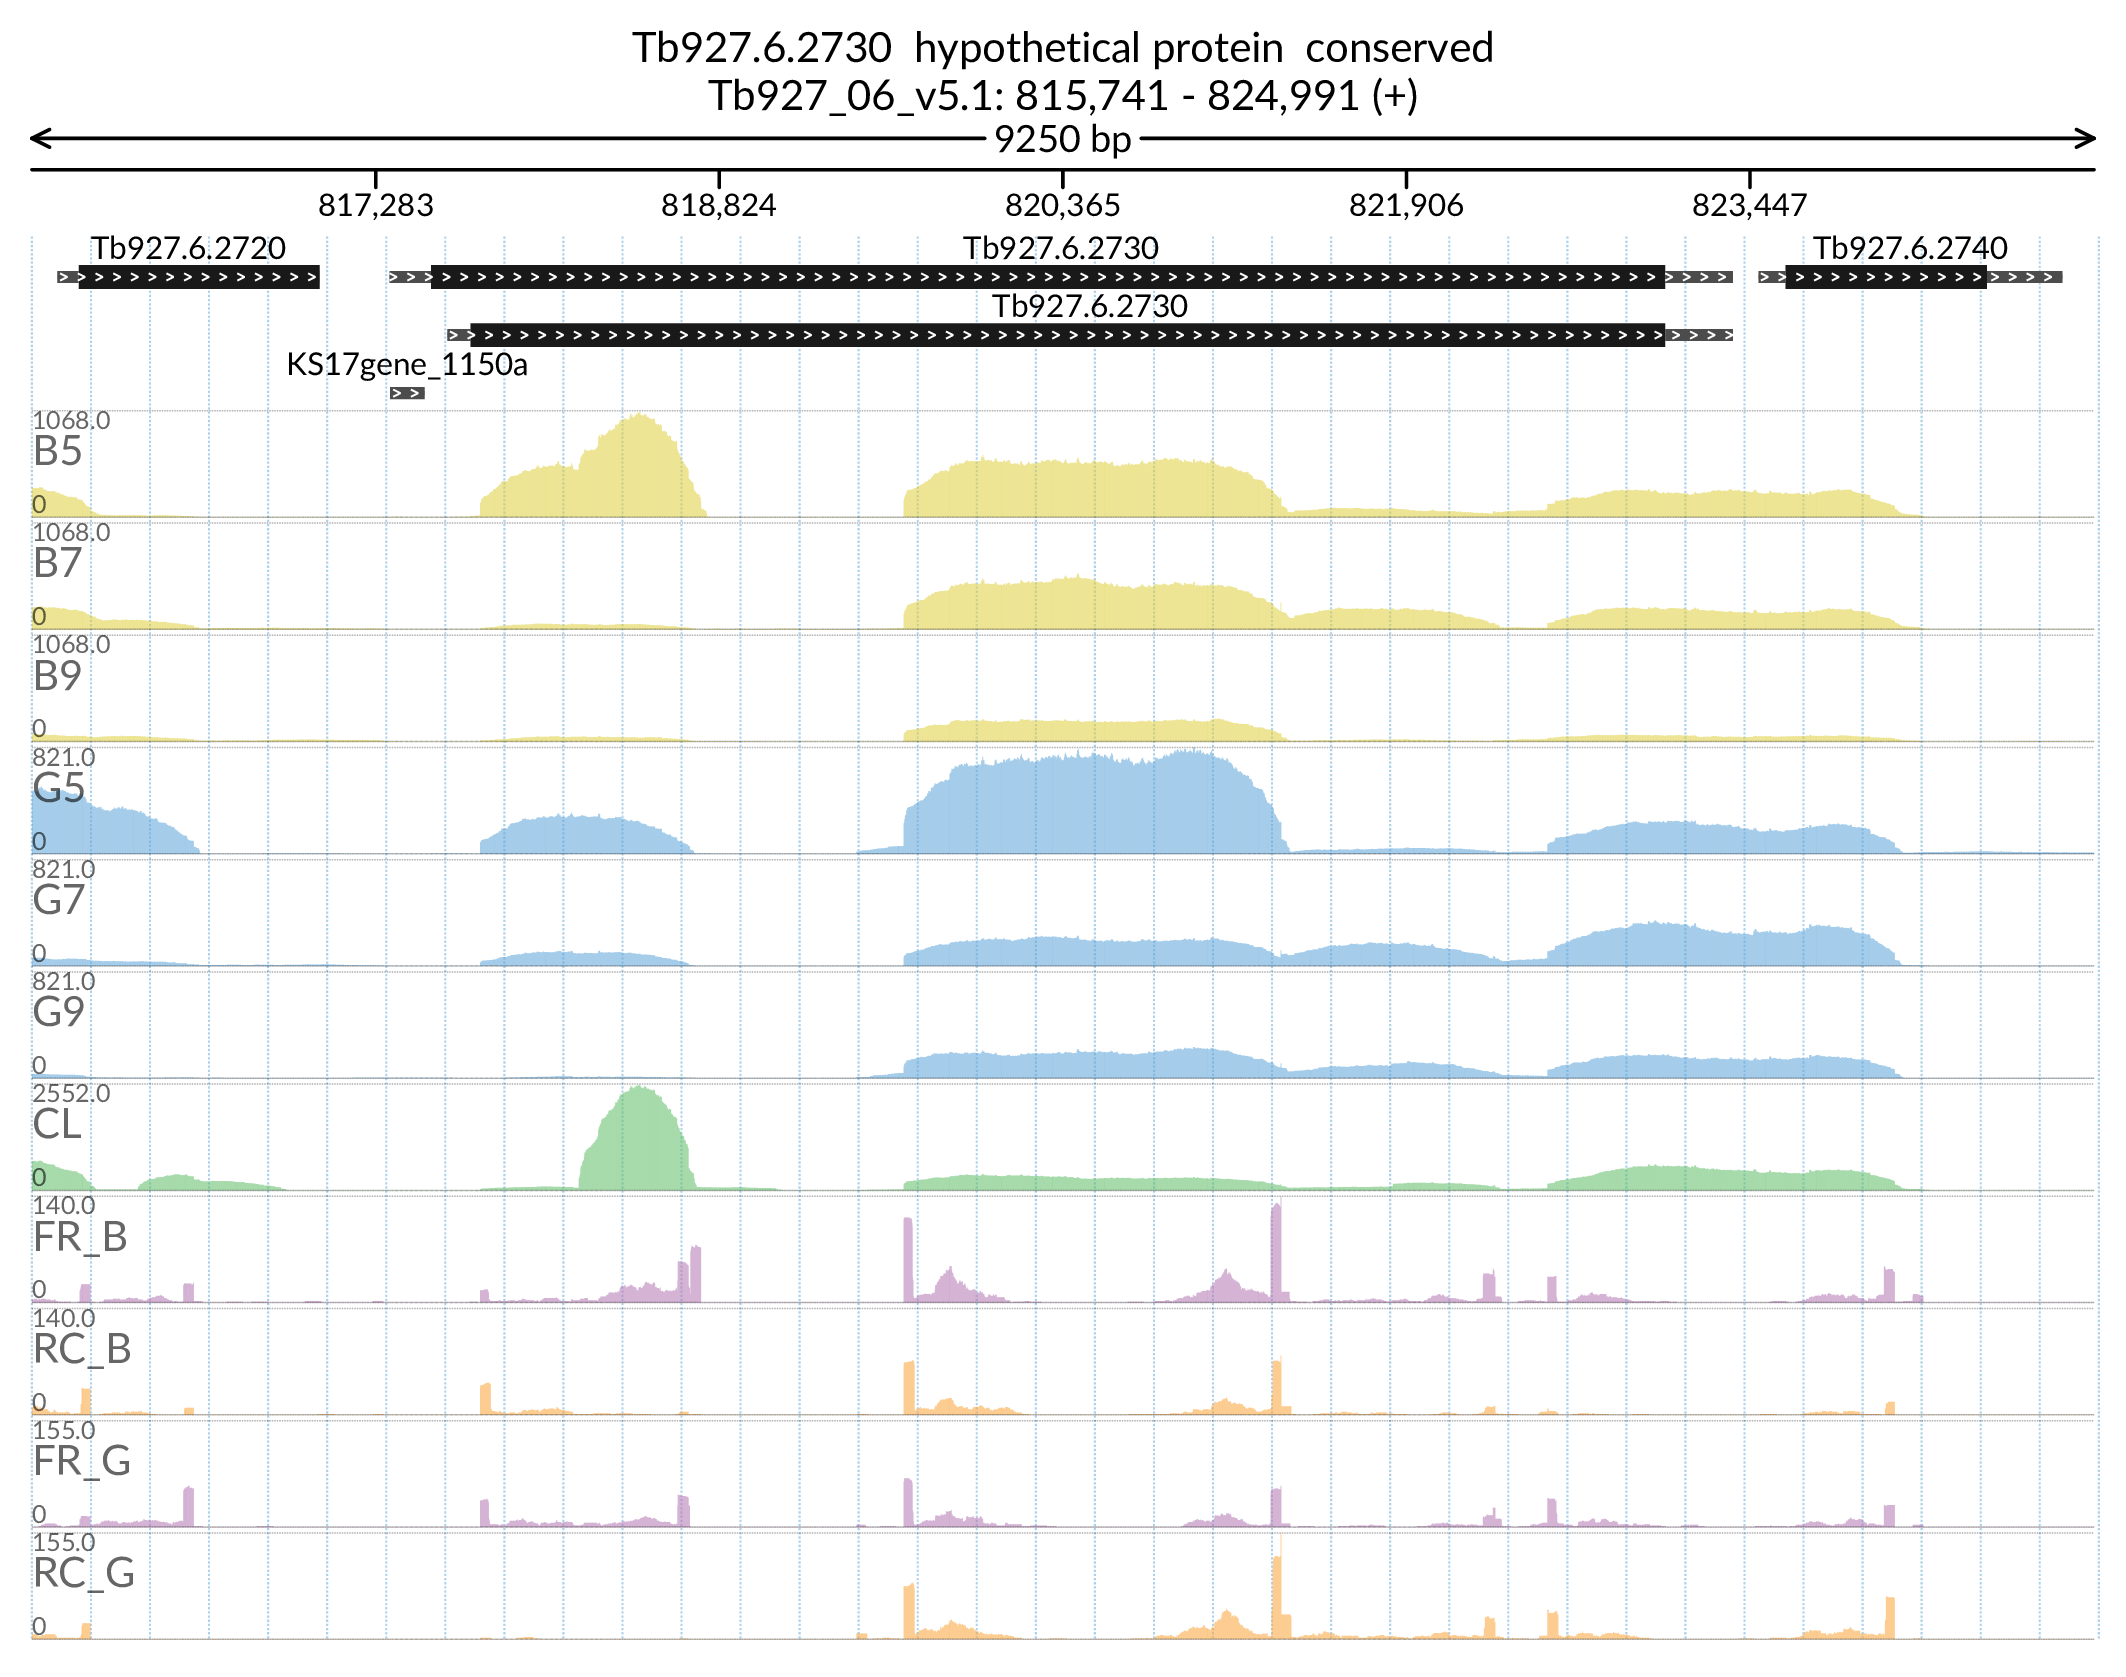 Tb927.6.2730 hypothetical protein conserved
Tb927_06_v5.1: 815,741 - 824,991 (+)
9250 bp
817,283 818,824 820,365 821,906 823,447
Tb927.6.2720 Tb927.6.2730 Tb927.6.2740
Tb927.6.2730
KS17gene_1150a
1068.0
B5
0
1068.0
B7
0
1068.0
B9
0
821.0
G5
0
821.0
G7
0
821.0
G9
0
2552.0
CL
0
140.0
FR_B
0
140.0
RC_B
0
155.0
FR_G
0
155.0
RC_G
0